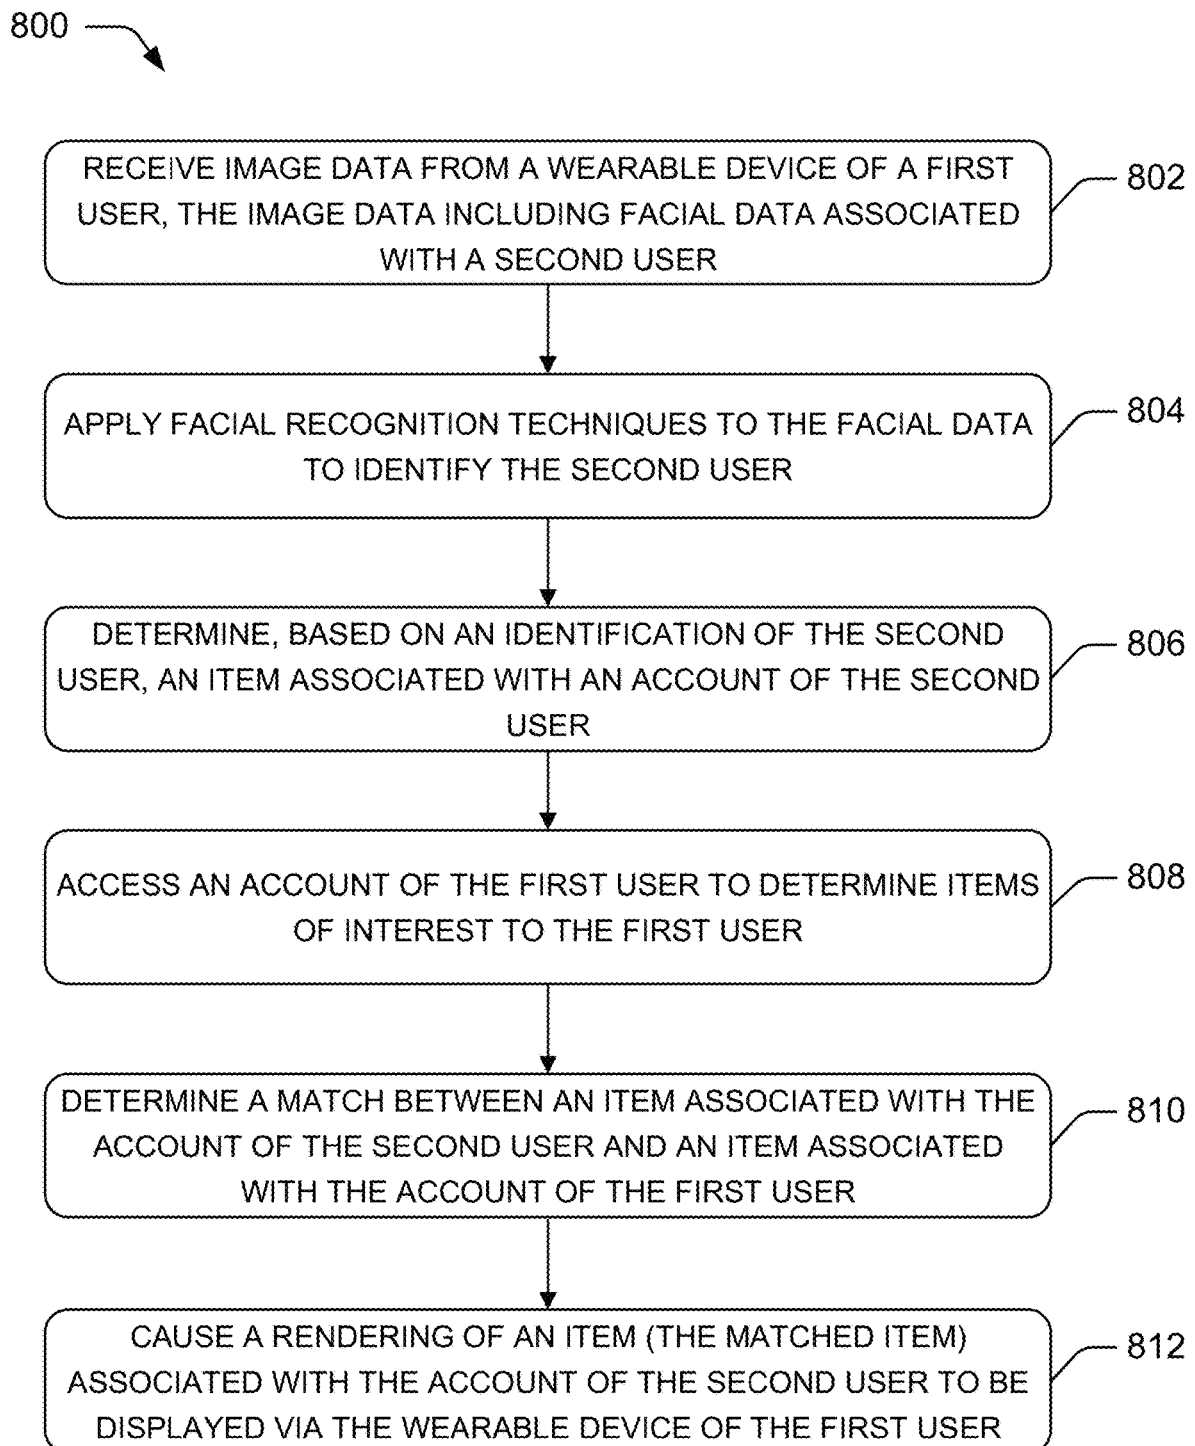 800
RECEIVE IMAGE DATA FROM A WEARABLE DEVICE OF A FIRST
USER, THE IMAGE DATA INCLUDING FACIAL DATA ASSOCIATED
WITH A SECOND USER
802
APPLY FACIAL RECOGNITION TECHNIQUES TO THE FACIAL DATA
TO IDENTIFY THE SECOND USER
804
DETERMINE, BASED ON AN IDENTIFICATION OF THE SECOND
USER, AN ITEM ASSOCIATED WITH AN ACCOUNT OF THE SECOND
USER
806
ACCESS AN ACCOUNT OF THE FIRST USER TO DETERMINE ITEMS
OF INTEREST TO THE FIRST USER
808
DETERMINE A MATCH BETWEEN AN ITEM ASSOCIATED WITH THE
ACCOUNT OF THE SECOND USER AND AN ITEM ASSOCIATED
WITH THE ACCOUNT OF THE FIRST USER
810
CAUSE A RENDERING OF AN ITEM (THE MATCHED ITEM)
ASSOCIATED WITH THE ACCOUNT OF THE SECOND USER TO BE
DISPLAYED VIA THE WEARABLE DEVICE OF THE FIRST USER
812